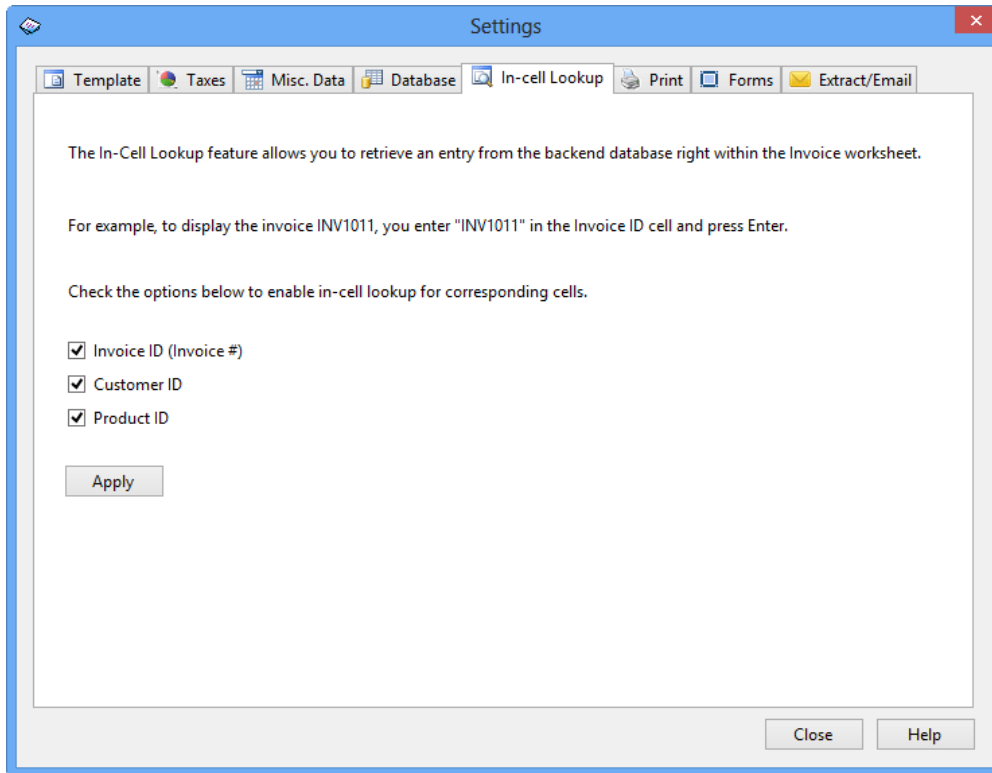 Settings
Template
Taxes
Misc. Data
Database
In-cell Lookup
Print
Forms
Extract/Email
The In-Cell Lookup feature allows you to retrieve an entry from the backend database right within the Invoice worksheet.
For example, to display the invoice INV1011, you enter "INV1011" in the Invoice ID cell and press Enter.
Check the options below to enable in-cell lookup for corresponding cells.
Invoice ID (Invoice #)
Customer ID
Product ID
Apply
Close
Help